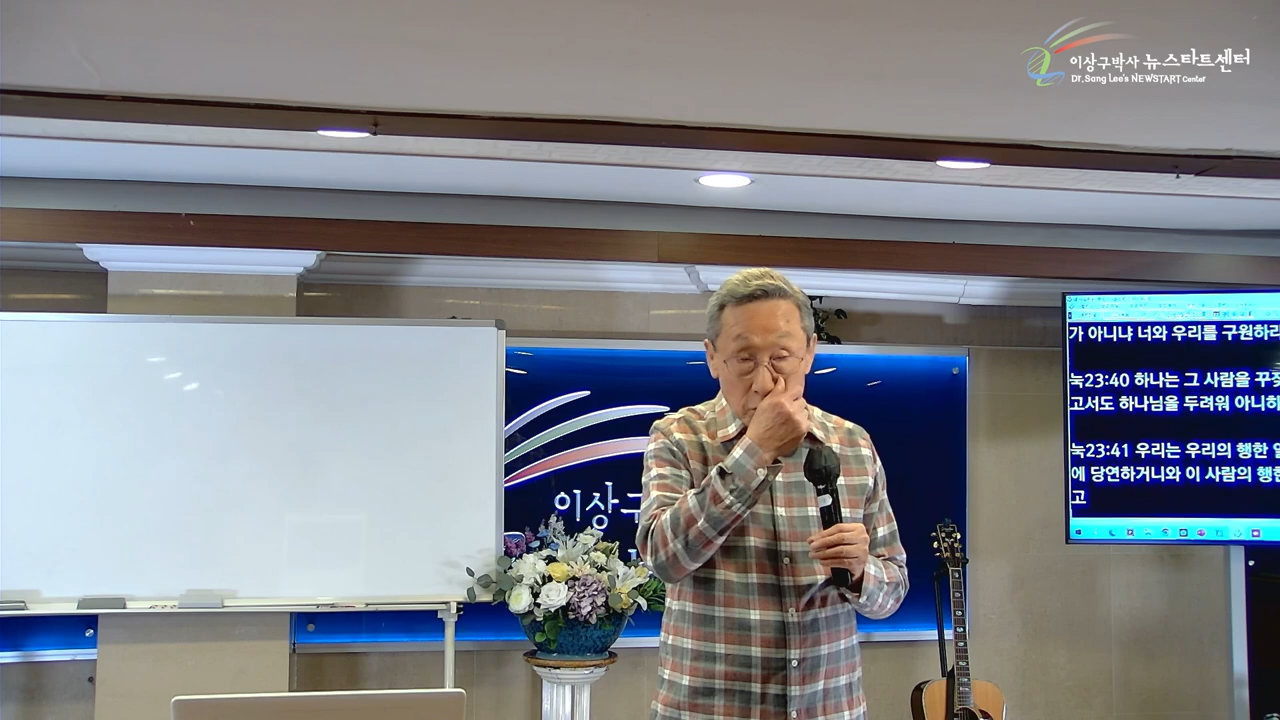 이상구박사 뉴스타트센터
Dr. Sang Lee's NEWSTART Center
이상구
가 아니냐 너와 우리를 구원하라
눅23:40 하나는 그 사람을 꾸짖
고서도 하나님을 두려워 아니하
눅23:41 우리는 우리의 행한
에 당연하거니와 이 사람의 행한
고